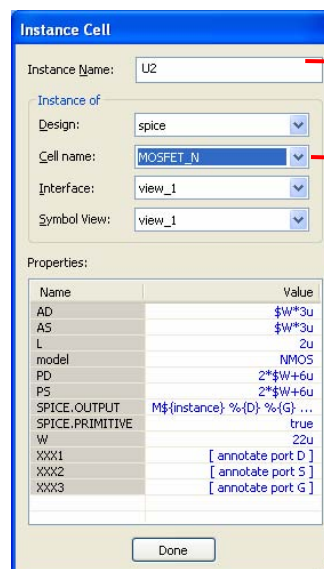 Instance Cell
Instance Name: U2
Instance of
Design: spice
Cell name: MOSFET_N
Interface: view_1
Symbol View: view_1
Properties:
Name Value
AD $W*3u
AS $W*3u
L 2u
model NMOS
PD 2*$W+6u
PS 2*$W+6u
SPICE.OUTPUT M${instance} %{D} %{G} ...
SPICE.PRIMITIVE true
W 22u
XXX1 [ annotate port D ]
XXX2 [ annotate port S ]
XXX3 [ annotate port G ]
Done